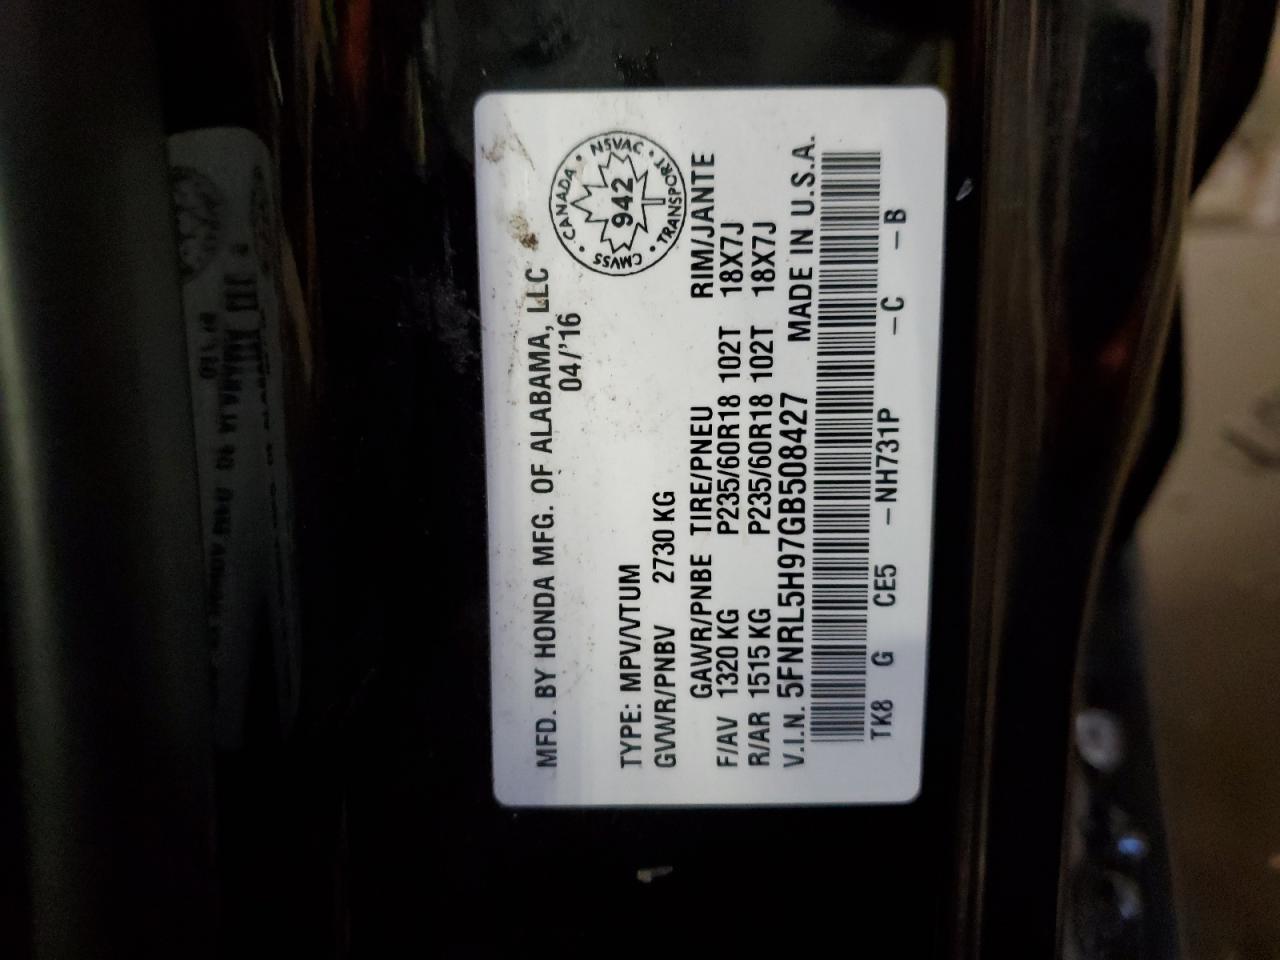 MFD. BY HONDA MFG. OF ALABAMA, LLC
04/'16
CANADA • NSVAC • TRANSPORT • CMVSS •
942
TYPE: MPV/VTUM
GVWR/PNBV 2730 KG
GAWR/PNBE TIRE/PNEU RIM/JANTE
F/AV 1320 KG P235/60R18 102T 18X7J
R/AR 1515 KG P235/60R18 102T 18X7J
V.I.N. 5FNRL5H97GB508427 MADE IN U.S.A.
TK8 G CE5 –NH731P –C –B